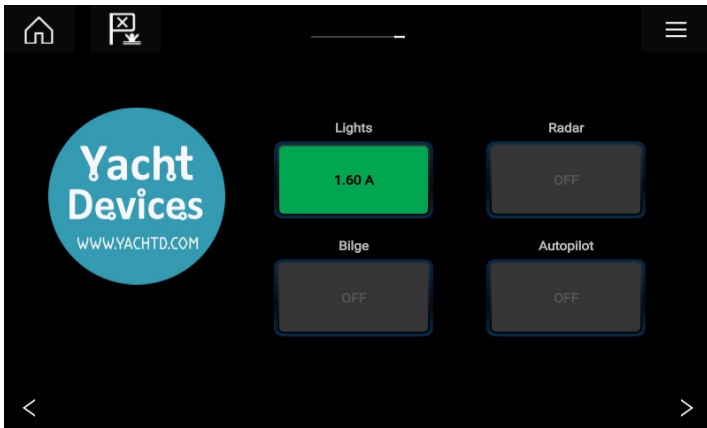 Yacht
Devices
WWW.YACHTD.COM
Lights
1.60 A
Radar
OFF
Bilge
OFF
Autopilot
OFF